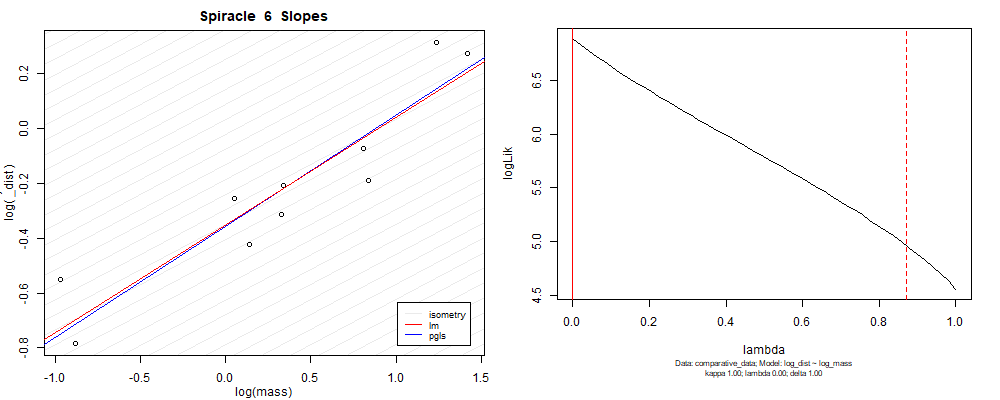 Spiracle 6 Slopes
0.2
0.0
-0.2
-0.4
-0.6
-0.8
log(_dist)
isometry
lm
pgls
-1.0 -0.5 0.0 0.5 1.0 1.5
log(mass)
6.5
6.0
5.5
5.0
4.5
logLik
0.0 0.2 0.4 0.6 0.8 1.0
lambda
Data: comparative_data; Model: log_dist ~ log_mass
kappa 1.00; lambda 0.00; delta 1.00